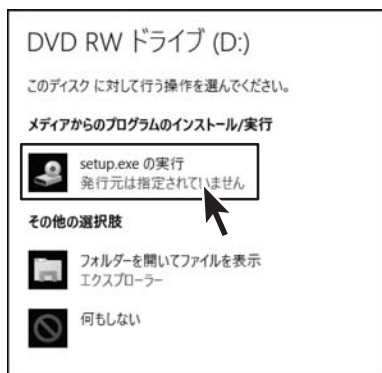 DVD RW ドライブ (D:)
このディスク に対して行う操作を選んでください。
メディアからのプログラムのインストール/実行
setup.exe の実行
発行元は指定されていません
その他の選択肢
フォルダーを開いてファイルを表示
エクスプローラー
何もしない